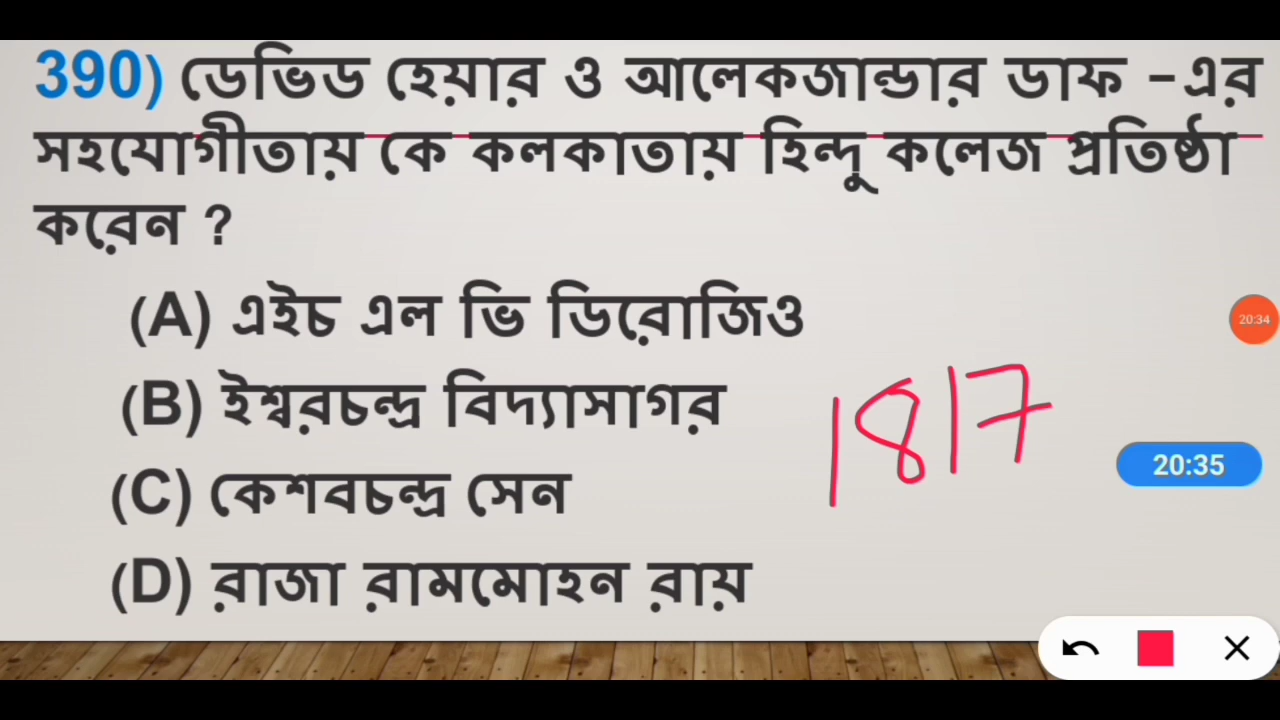 390) ডেভিড হেয়ার ও আলেকজান্ডার ডাফ -এর
সহযোগীতায় কে কলকাতায় হিন্দু কলেজ প্রতিষ্ঠা
করেন ?
(A) এইচ এল ভি ডিরোজিও
(B) ইশ্বরচন্দ্র বিদ্যাসাগর
(C) কেশবচন্দ্র সেন
(D) রাজা রামমোহন রায়
1817
20:34
20:35